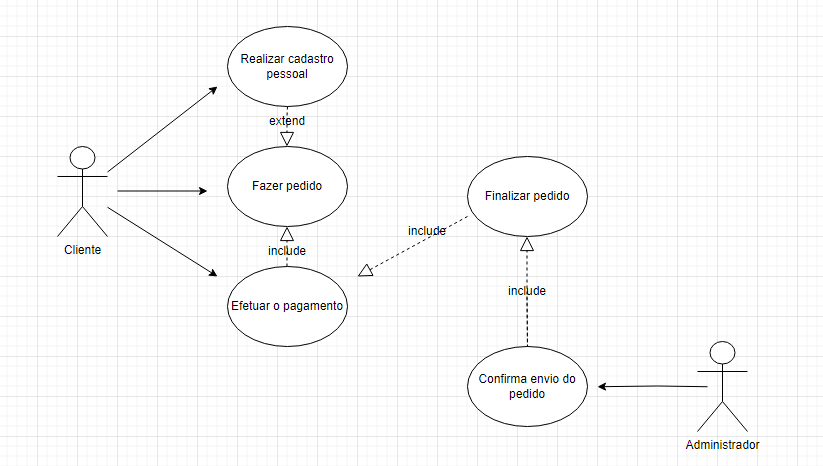 Realizar cadastro
pessoal
extend
Fazer pedido
Cliente
include
Efetuar o pagamento
Finalizar pedido
include
include
Confirma envio do
pedido
Administrador